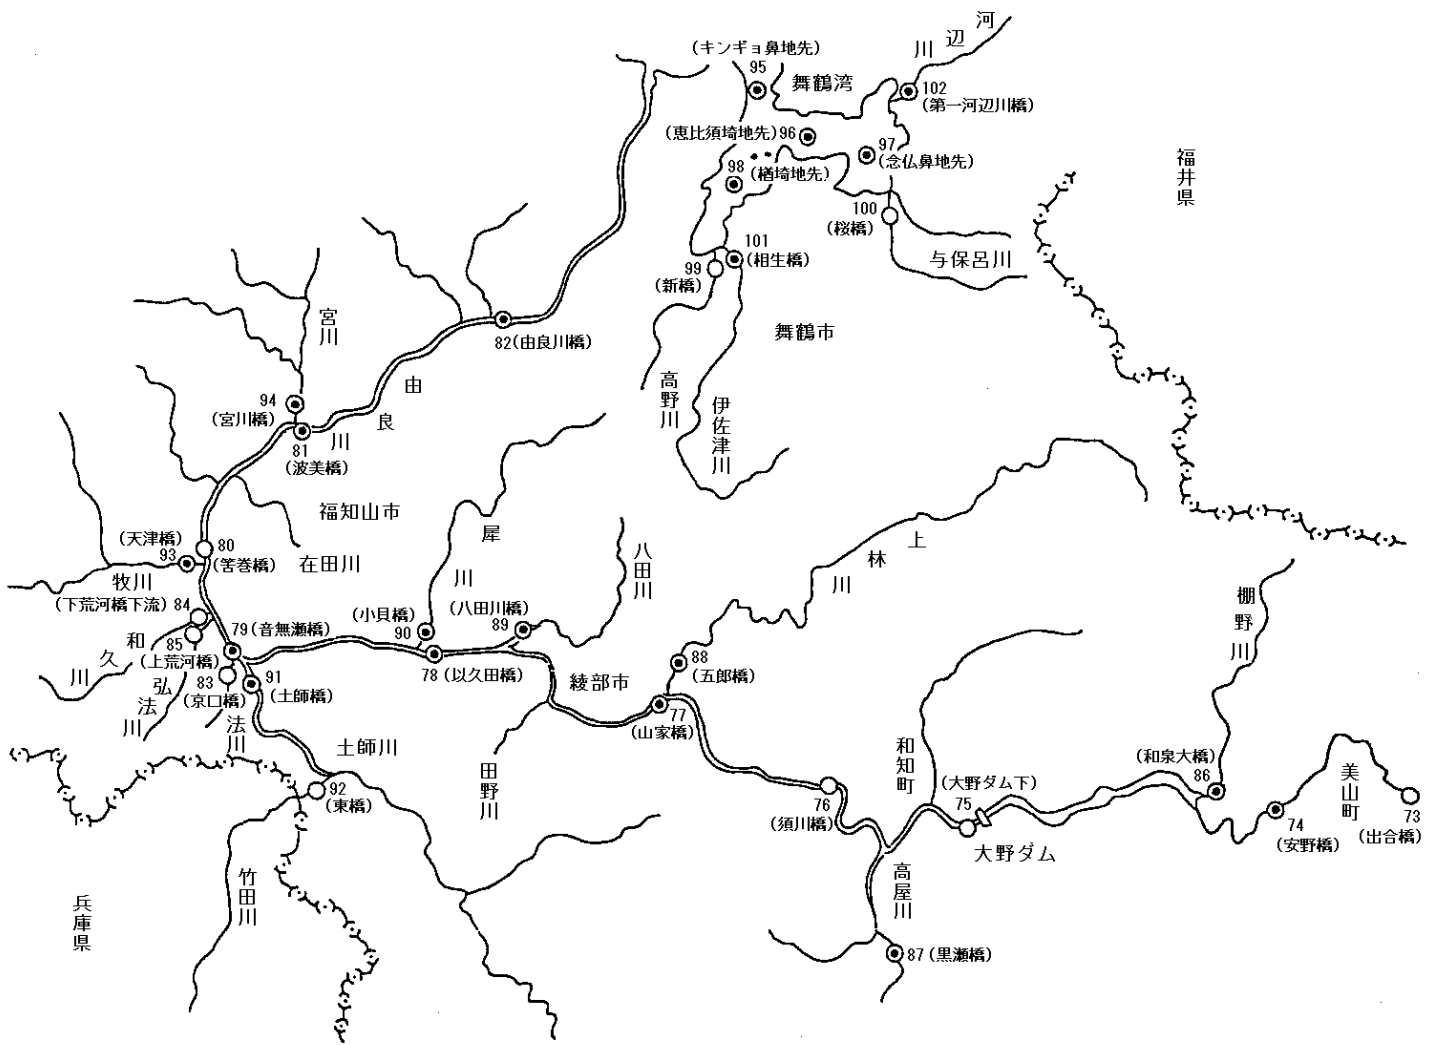 河
辺
川
(キンギョ鼻地先)
95
舞鶴湾
102
(第一河辺川橋)
(恵比須埼地先)96
97
(念仏鼻地先)
98
(楢埼地先)
福井県
100
(桜橋)
与保呂川
101
(相生橋)
99
(新橋)
舞鶴市
宮川
82(由良川橋)
高野川
伊佐津川
94
(宮川橋)
由
良
川
81
(波美橋)
福知山市
犀
川
在田川
八田川
上
林
川
(天津橋)
93
80
(筈巻橋)
牧川
棚野川
(下荒河橋下流)84
(小貝橋)
90
(八田川橋)
89
79(音無瀬橋)
和
久
川
85
(上荒河橋)
弘
法
川
83
(京口橋)
91
(土師橋)
法川
78(以久田橋)
綾部市
88
(五郎橋)
77
(山家橋)
土師川
田野川
92
(東橋)
76
(須川橋)
和知町
(大野ダム下)
75
大野ダム
(和泉大橋)
86
美山町
74
(安野橋)
73
(出合橋)
竹田川
高屋川
兵庫県
87(黒瀬橋)